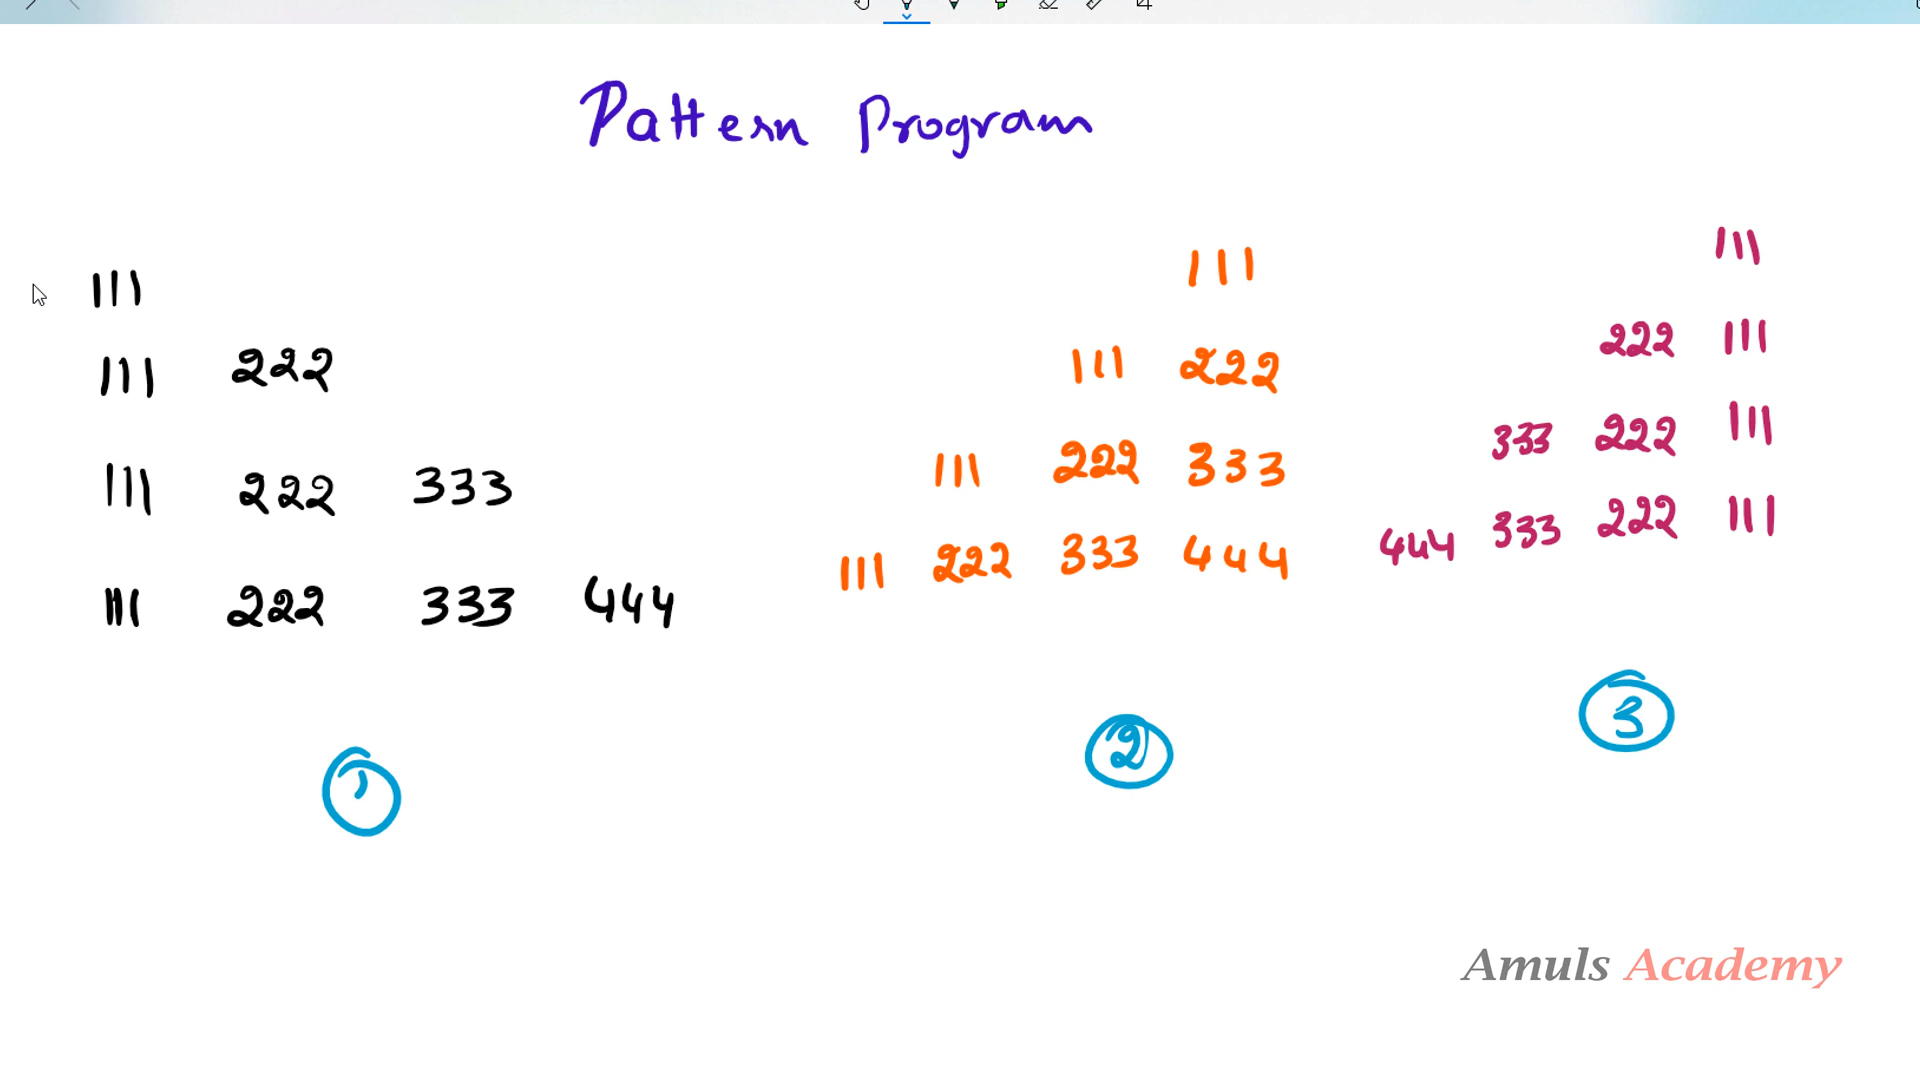 Pattern Program
111
111 222
111 222 333
111 222 333 444
1
111
111 222
111 222 333
111 222 333 444
2
111
222 111
333 222 111
444 333 222 111
3
Amuls Academy